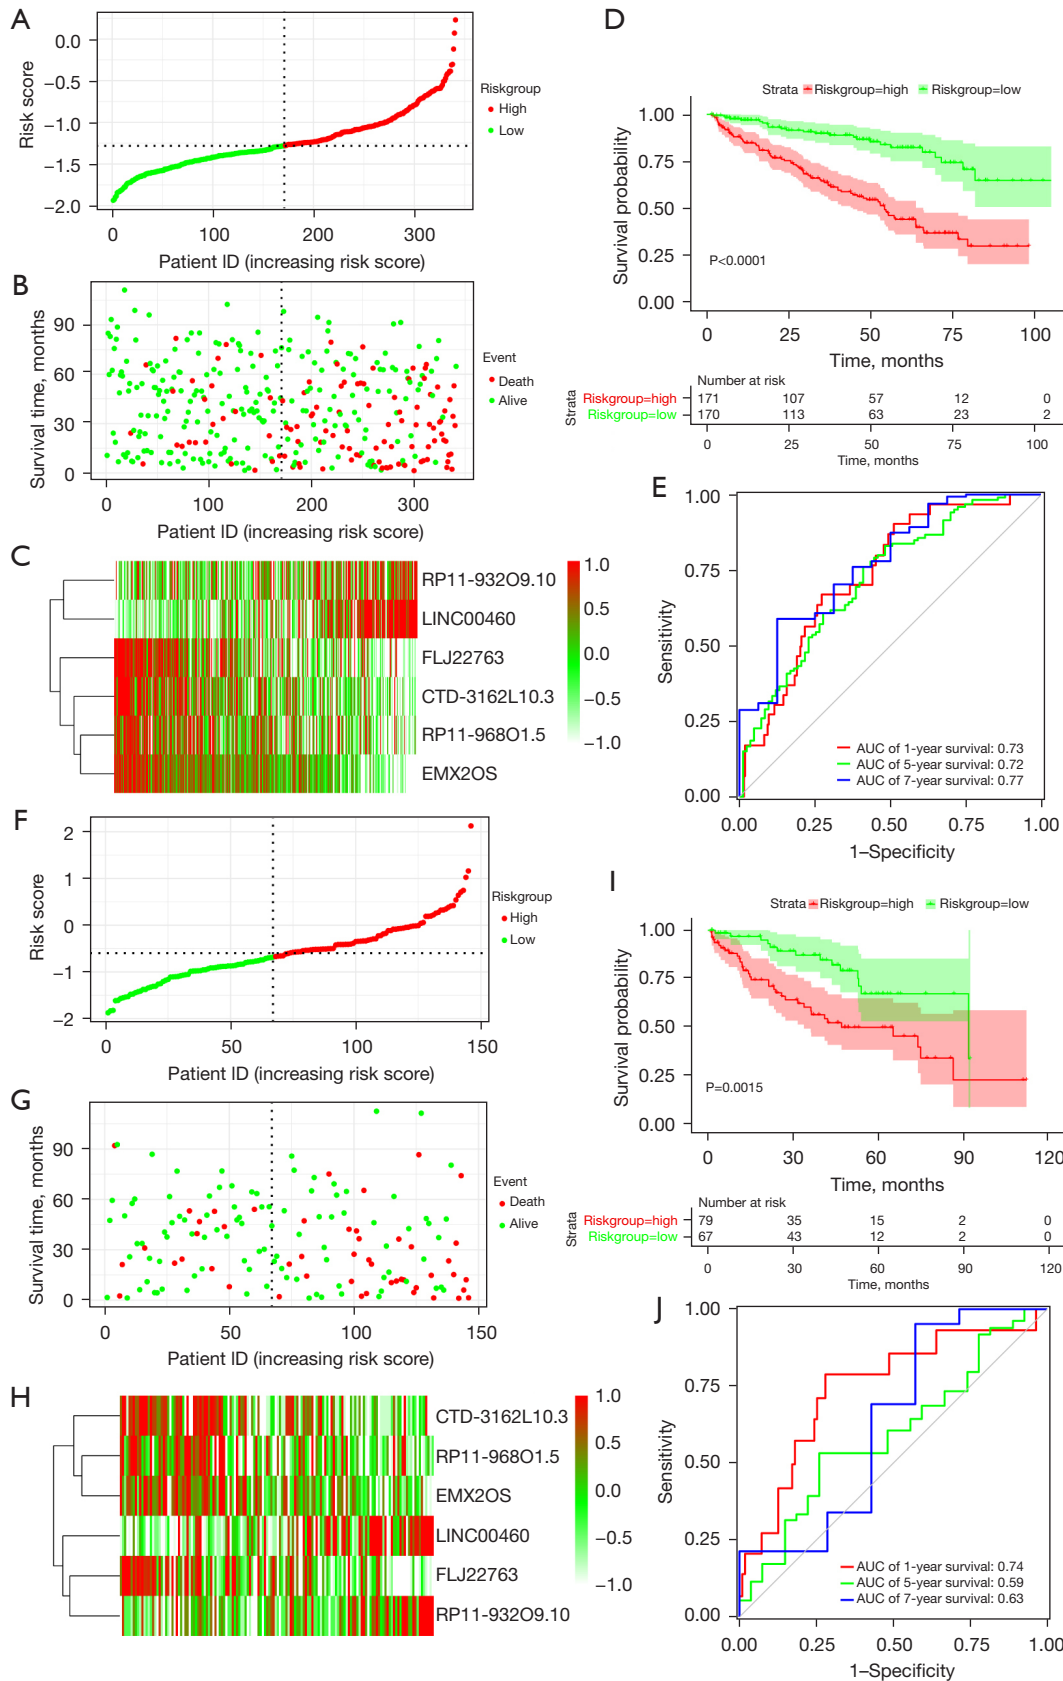 A
Risk score
0.0
−0.5
−1.0
−1.5
−2.0
0 100 200 300
Patient ID (increasing risk score)
Riskgroup
High
Low
B
Survival time, months
90
60
30
0
0 100 200 300
Patient ID (increasing risk score)
Event
Death
Alive
C
RP11-932O9.10
LINC00460
FLJ22763
CTD-3162L10.3
RP11-968O1.5
EMX2OS
1.0
0.5
0.0
−0.5
−1.0
D
Strata Riskgroup=high Riskgroup=low
Survival probability
1.00
0.75
0.50
0.25
0.00
P<0.0001
0 25 50 75 100
Time, months
Number at risk
Strata
Riskgroup=high 171 107 57 12 0
Riskgroup=low 170 113 63 23 2
0 25 50 75 100
Time, months
E
Sensitivity
1.00
0.75
0.50
0.25
0.00
AUC of 1-year survival: 0.73
AUC of 5-year survival: 0.72
AUC of 7-year survival: 0.77
0.00 0.25 0.50 0.75 1.00
1−Specificity
F
Risk score
2
1
0
−1
−2
0 50 100 150
Patient ID (increasing risk score)
Riskgroup
High
Low
G
Survival time, months
90
60
30
0
0 50 100 150
Patient ID (increasing risk score)
Event
Death
Alive
H
CTD-3162L10.3
RP11-968O1.5
EMX2OS
LINC00460
FLJ22763
RP11-932O9.10
1.0
0.5
0.0
−0.5
−1.0
I
Strata Riskgroup=high Riskgroup=low
Survival probability
1.00
0.75
0.50
0.25
0.00
P=0.0015
0 30 60 90 120
Time, months
Number at risk
Strata
Riskgroup=high 79 35 15 2 0
Riskgroup=low 67 43 12 2 0
0 30 60 90 120
Time, months
J
Sensitivity
1.00
0.75
0.50
0.25
0.00
AUC of 1-year survival: 0.74
AUC of 5-year survival: 0.59
AUC of 7-year survival: 0.63
0.00 0.25 0.50 0.75 1.00
1−Specificity